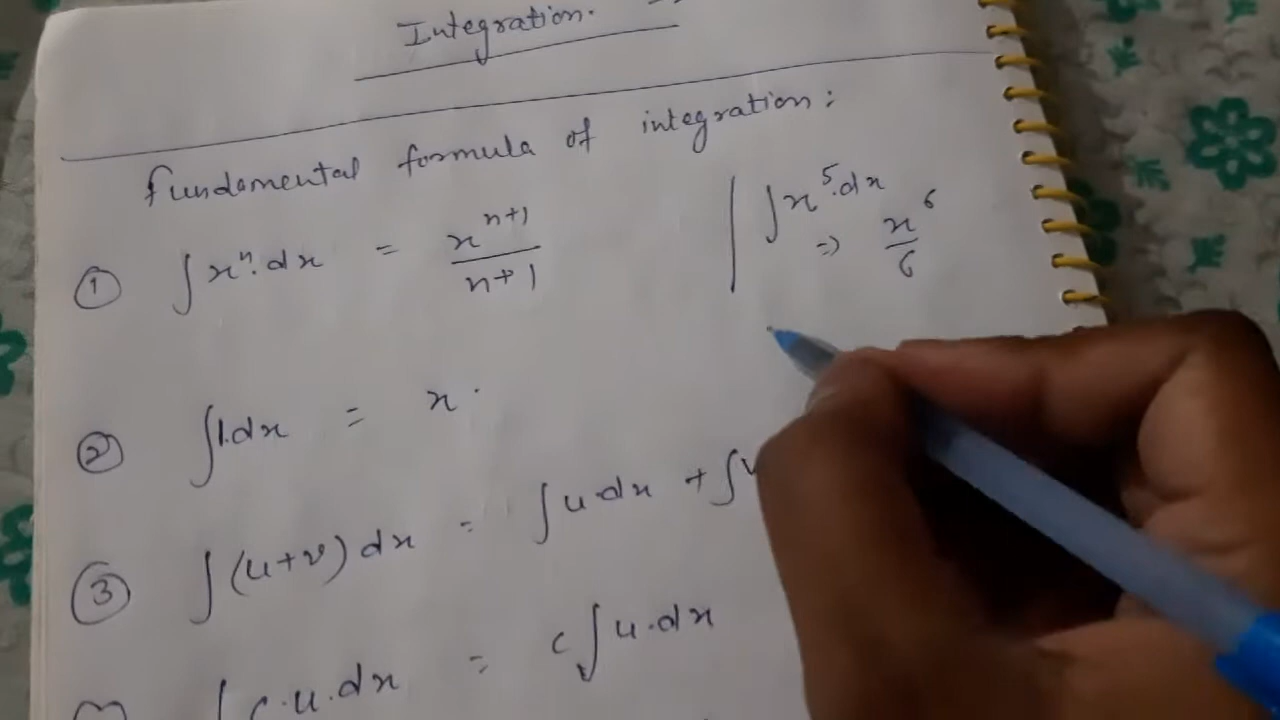 Integration.
Fundamental formula of integration:
① ∫xⁿ.dx = x^(n+1)/(n+1)
∫x⁵.dx
⇒ x⁶/6
② ∫1.dx = x.
③ ∫(u+v)dx = ∫u.dx + ∫v
∫c.u.dx = c∫u.dx